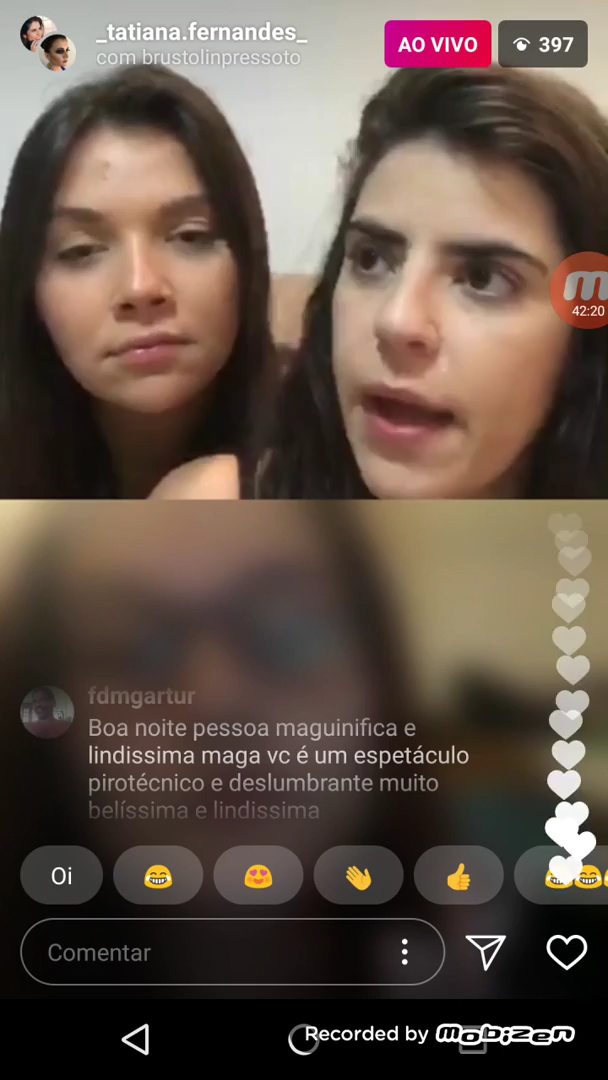 _tatiana.fernandes_
AO VIVO
397
com brustolinpressoto
42:20
fdmgartur
Boa noite pessoa maguinifica e
lindissima maga vc é um espetáculo
pirotécnico e deslumbrante muito
belíssima e lindissima
Oi
Comentar
Recorded by mobizen